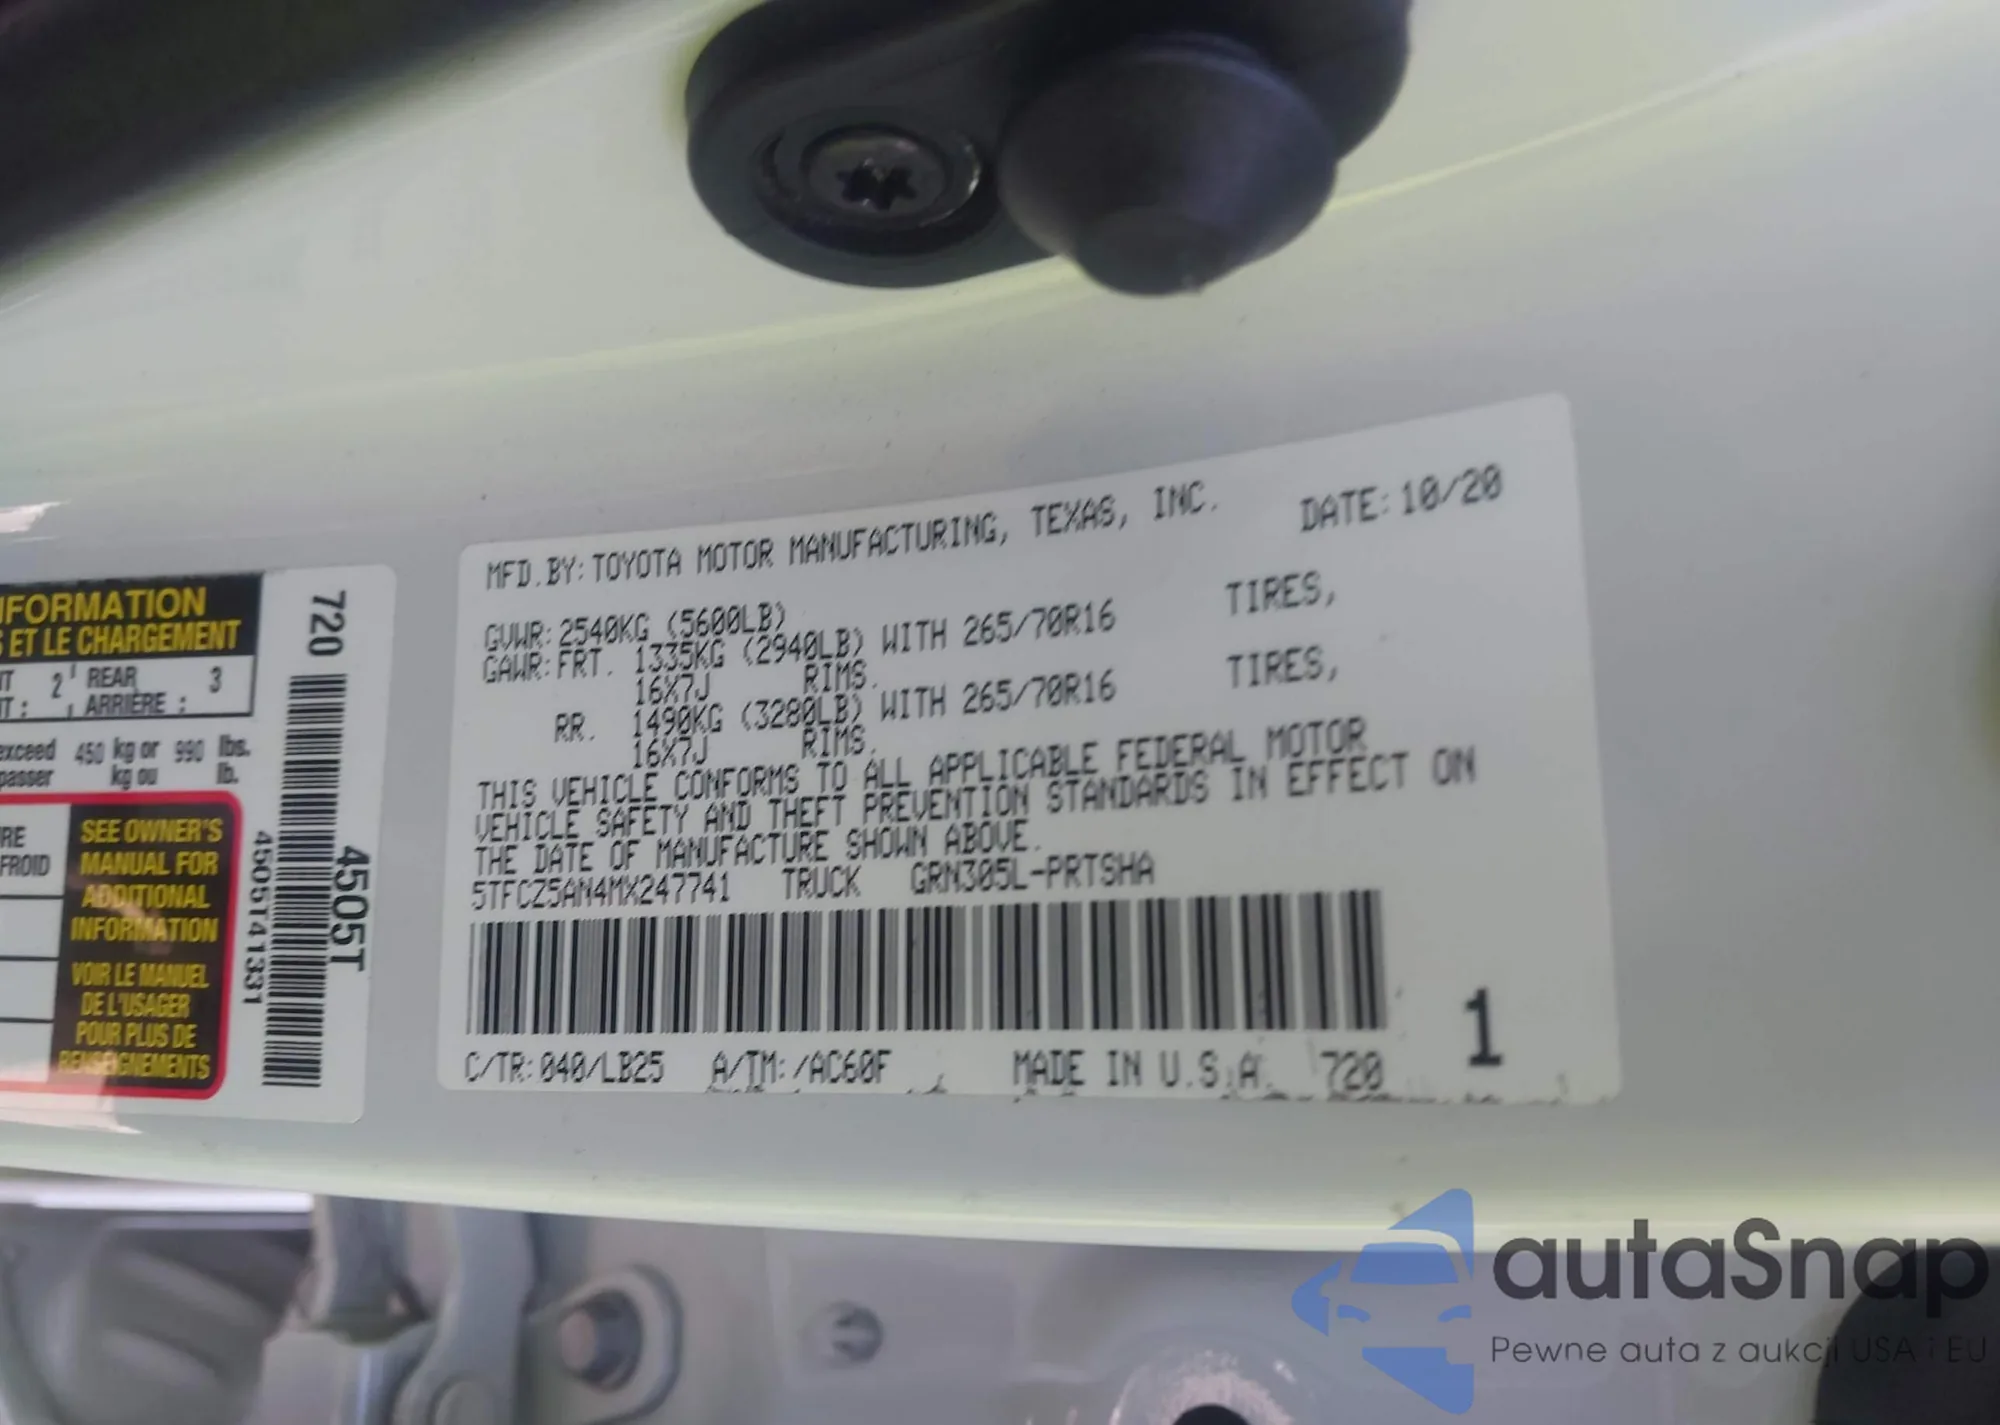 MFD.BY: TOYOTA MOTOR MANUFACTURING, TEXAS, INC. DATE: 10/20
GVWR: 2540KG (5600LB)
GAWR: FRT. 1335KG (2940LB) WITH 265/70R16 TIRES,
16X7J RIMS.
RR. 1490KG (3280LB) WITH 265/70R16 TIRES,
16X7J RIMS.
THIS VEHICLE CONFORMS TO ALL APPLICABLE FEDERAL MOTOR
VEHICLE SAFETY AND THEFT PREVENTION STANDARDS IN EFFECT ON
THE DATE OF MANUFACTURE SHOWN ABOVE.
5TFCZ5AN4MX247741 TRUCK GRN305L-PRTSHA
C/TR: 040/LB25 A/TM: /AC60F MADE IN U.S.A. 720
1
NFORMATION
S ET LE CHARGEMENT
NT 2 REAR 3
NT : ARRIÈRE :
exceed 450 kg or 990 lbs.
passer kg ou lb.
RE
FROID
SEE OWNER'S
MANUAL FOR
ADDITIONAL
INFORMATION
VOIR LE MANUEL
DE L'USAGER
POUR PLUS DE
RENSEIGNEMENTS
720
4505T
4505T41331
autaSnap
Pewne auta z aukcji USA i EU